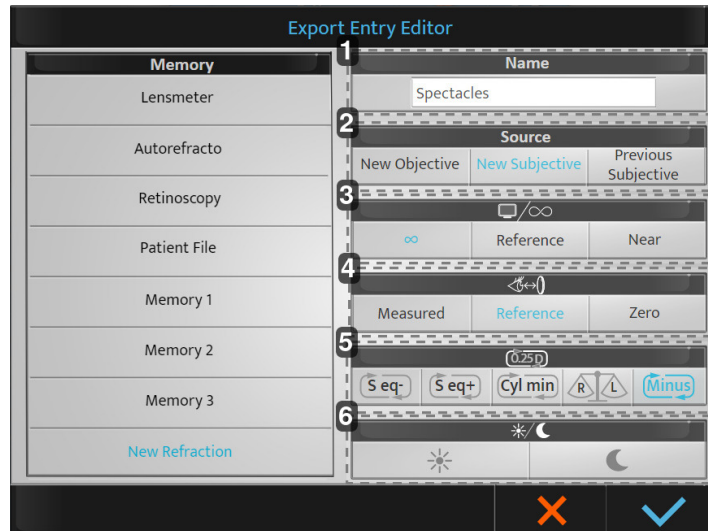 Export Entry Editor
Memory
Lensmeter
Autorefracto
Retinoscopy
Patient File
Memory 1
Memory 2
Memory 3
New Refraction
1
Name
Spectacles
2
Source
New Objective New Subjective Previous Subjective
3
/∞
∞ Reference Near
4
Measured Reference Zero
5
0.25 D
S eq- S eq+ Cyl min R L Minus
6